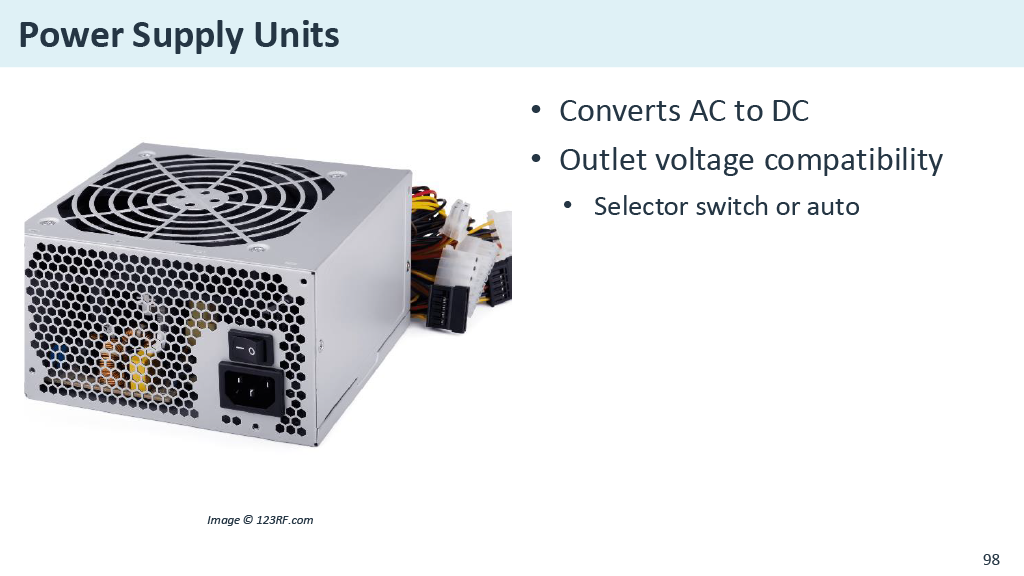 Power Supply Units
• Converts AC to DC
• Outlet voltage compatibility
• Selector switch or auto
Image © 123RF.com
98